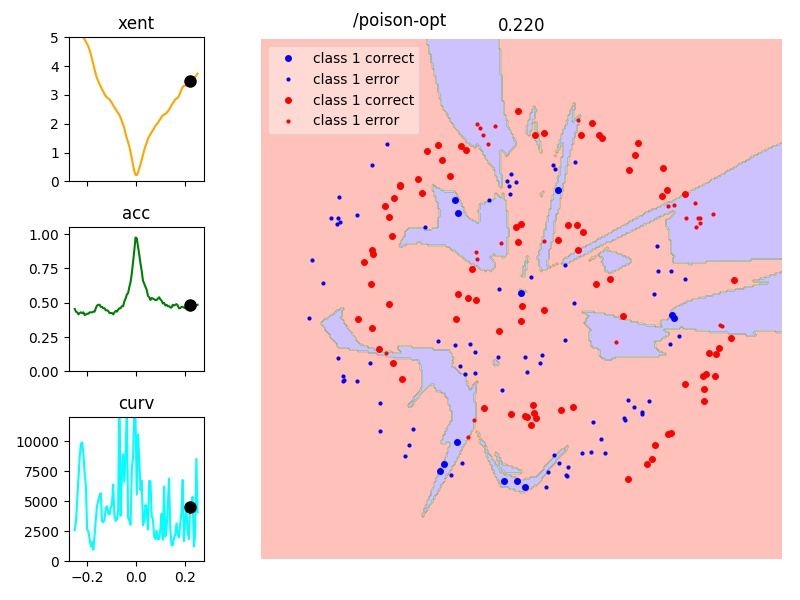 /poison-opt
0.220
xent
5
4
3
2
1
0
acc
1.00
0.75
0.50
0.25
0.00
curv
10000
7500
5000
2500
0
−0.2 0.0 0.2
class 1 correct
class 1 error
class 1 correct
class 1 error